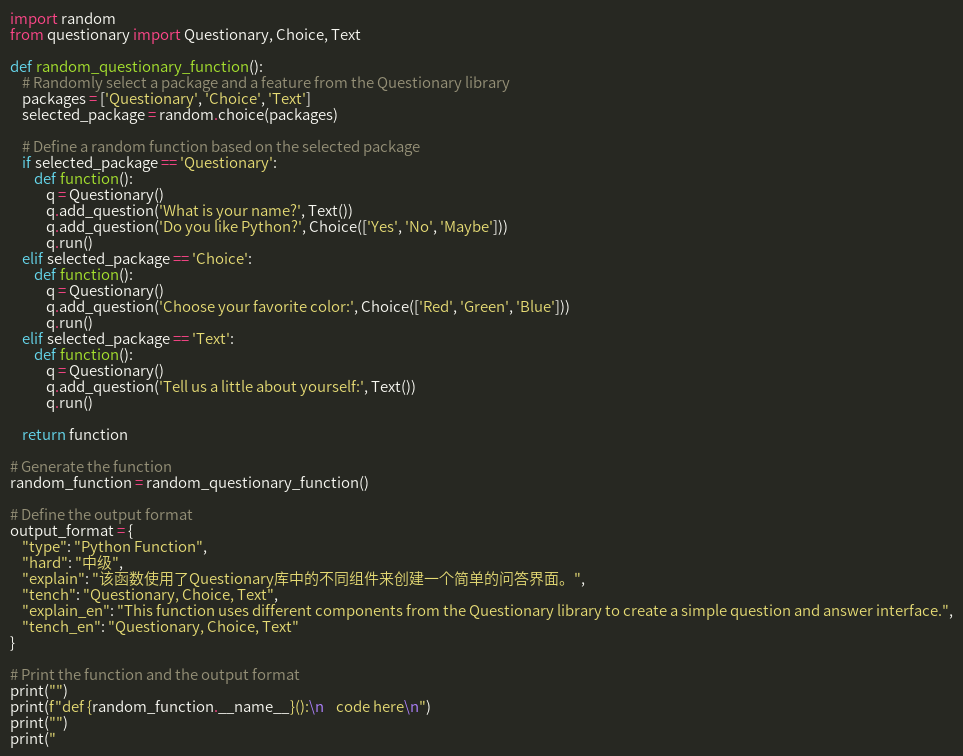 import random
from questionary import Questionary, Choice, Text

def random_questionary_function():
    # Randomly select a package and a feature from the Questionary library
    packages = ['Questionary', 'Choice', 'Text']
    selected_package = random.choice(packages)

    # Define a random function based on the selected package
    if selected_package == 'Questionary':
        def function():
            q = Questionary()
            q.add_question('What is your name?', Text())
            q.add_question('Do you like Python?', Choice(['Yes', 'No', 'Maybe']))
            q.run()
    elif selected_package == 'Choice':
        def function():
            q = Questionary()
            q.add_question('Choose your favorite color:', Choice(['Red', 'Green', 'Blue']))
            q.run()
    elif selected_package == 'Text':
        def function():
            q = Questionary()
            q.add_question('Tell us a little about yourself:', Text())
            q.run()

    return function

# Generate the function
random_function = random_questionary_function()

# Define the output format
output_format = {
    "type": "Python Function",
    "hard": "中级",
    "explain": "该函数使用了Questionary库中的不同组件来创建一个简单的问答界面。",
    "tench": "Questionary, Choice, Text",
    "explain_en": "This function uses different components from the Questionary library to create a simple question and answer interface.",
    "tench_en": "Questionary, Choice, Text"
}

# Print the function and the output format
print("")
print(f"def {random_function.__name__}():\n    code here\n")
print("")
print("